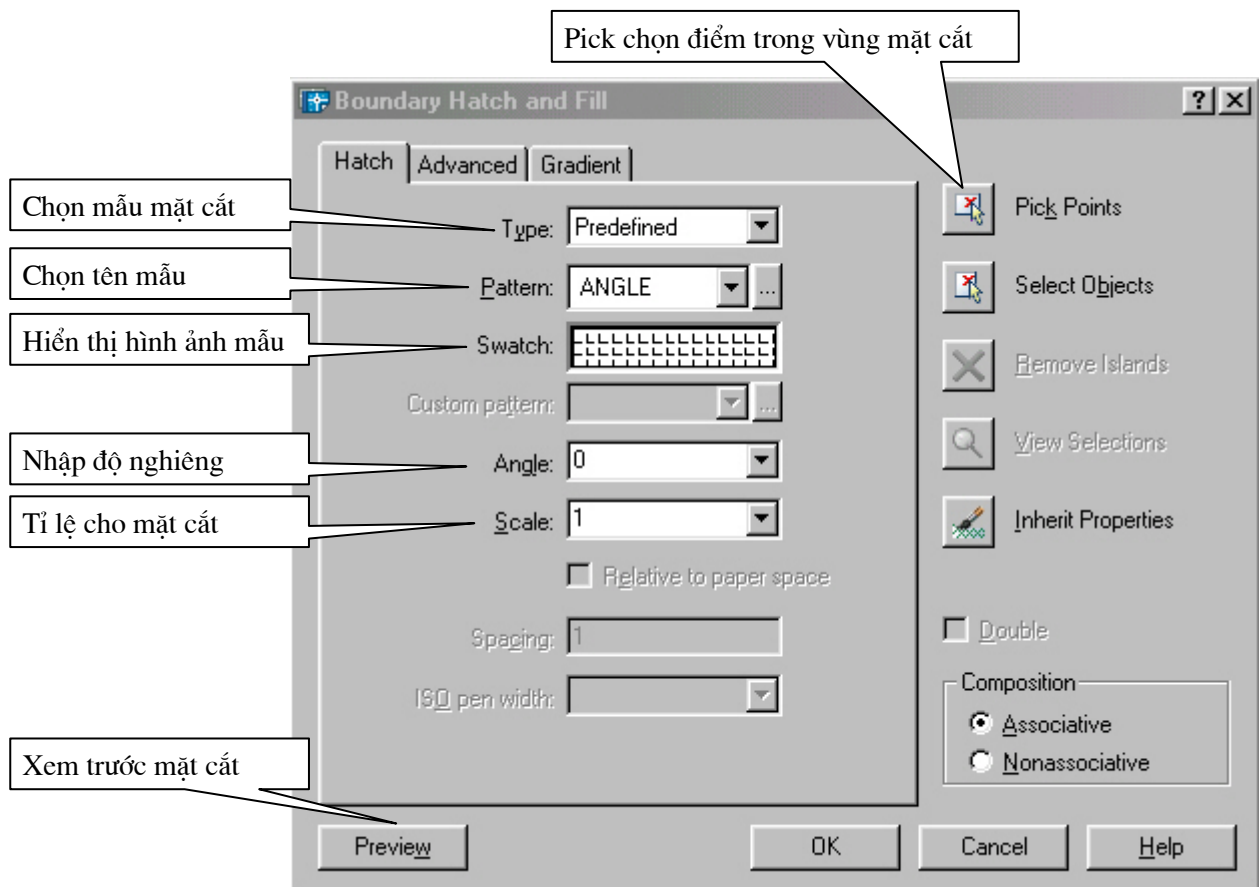 Pick chọn điểm trong vùng mặt cắt
Boundary Hatch and Fill
Hatch Advanced Gradient
Chọn mẫu mặt cắt
Type: Predefined
Pick Points
Chọn tên mẫu
Pattern: ANGLE ...
Select Objects
Hiển thị hình ảnh mẫu
Swatch:
Remove Islands
Custom pattern: ...
View Selections
Nhập độ nghiêng
Angle: 0
Tỉ lệ cho mặt cắt
Scale: 1
Inherit Properties
Relative to paper space
Spacing: 1
Double
ISO pen width:
Composition
Associative
Nonassociative
Xem trước mặt cắt
Preview OK Cancel Help